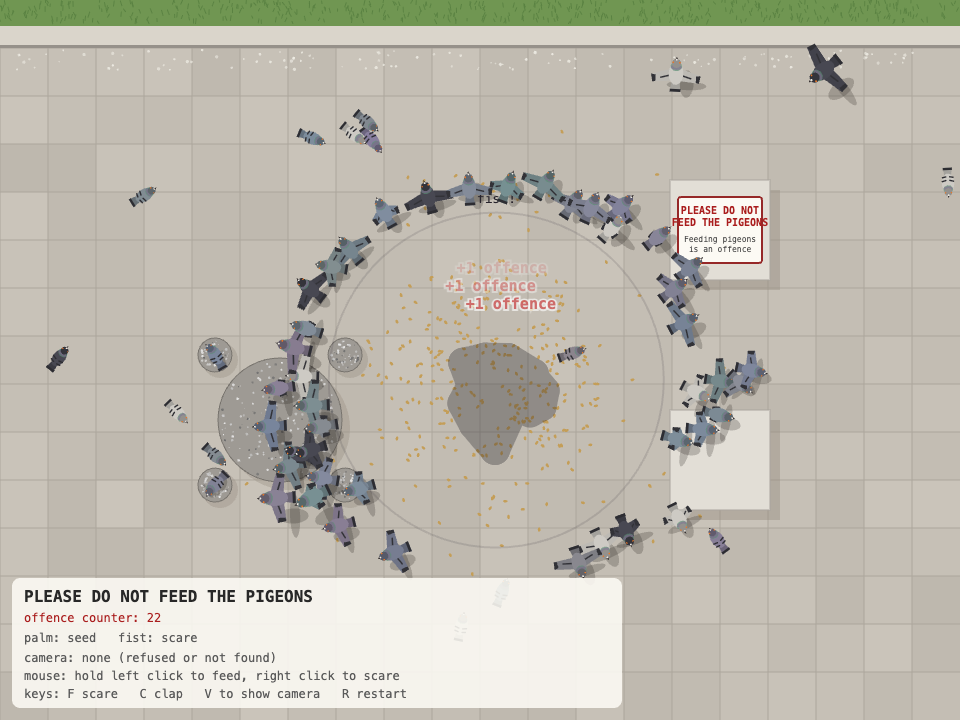 PLEASE DO NOT
FEED THE PIGEONS
Feeding pigeons
is an offence
+1 offence
+1 offence
+1 offence
PLEASE DO NOT FEED THE PIGEONS
offence counter: 22
palm: seed fist: scare
camera: none (refused or not found)
mouse: hold left click to feed, right click to scare
keys: F scare C clap V to show camera R restart